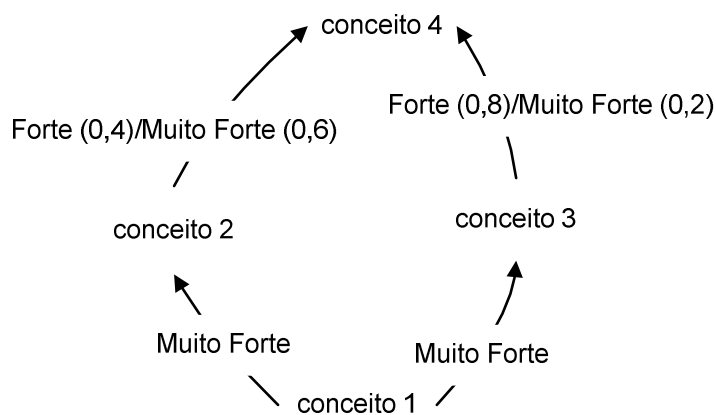 conceito 4
Forte (0,4)/Muito Forte (0,6)
Forte (0,8)/Muito Forte (0,2)
conceito 2
conceito 3
Muito Forte
Muito Forte
conceito 1